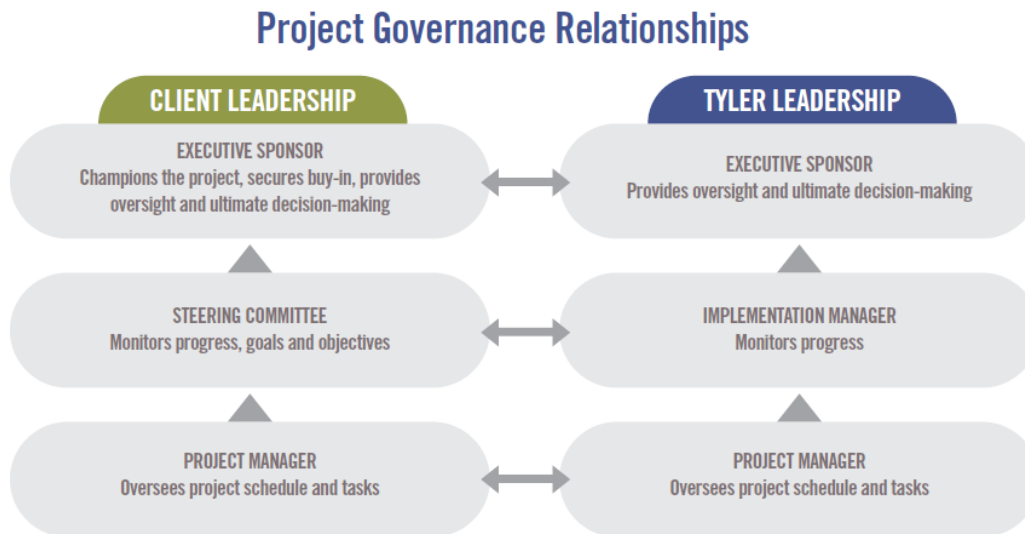 Project Governance Relationships
CLIENT LEADERSHIP
EXECUTIVE SPONSOR
Champions the project, secures buy-in, provides
oversight and ultimate decision-making
STEERING COMMITTEE
Monitors progress, goals and objectives
PROJECT MANAGER
Oversees project schedule and tasks
TYLER LEADERSHIP
EXECUTIVE SPONSOR
Provides oversight and ultimate decision-making
IMPLEMENTATION MANAGER
Monitors progress
PROJECT MANAGER
Oversees project schedule and tasks